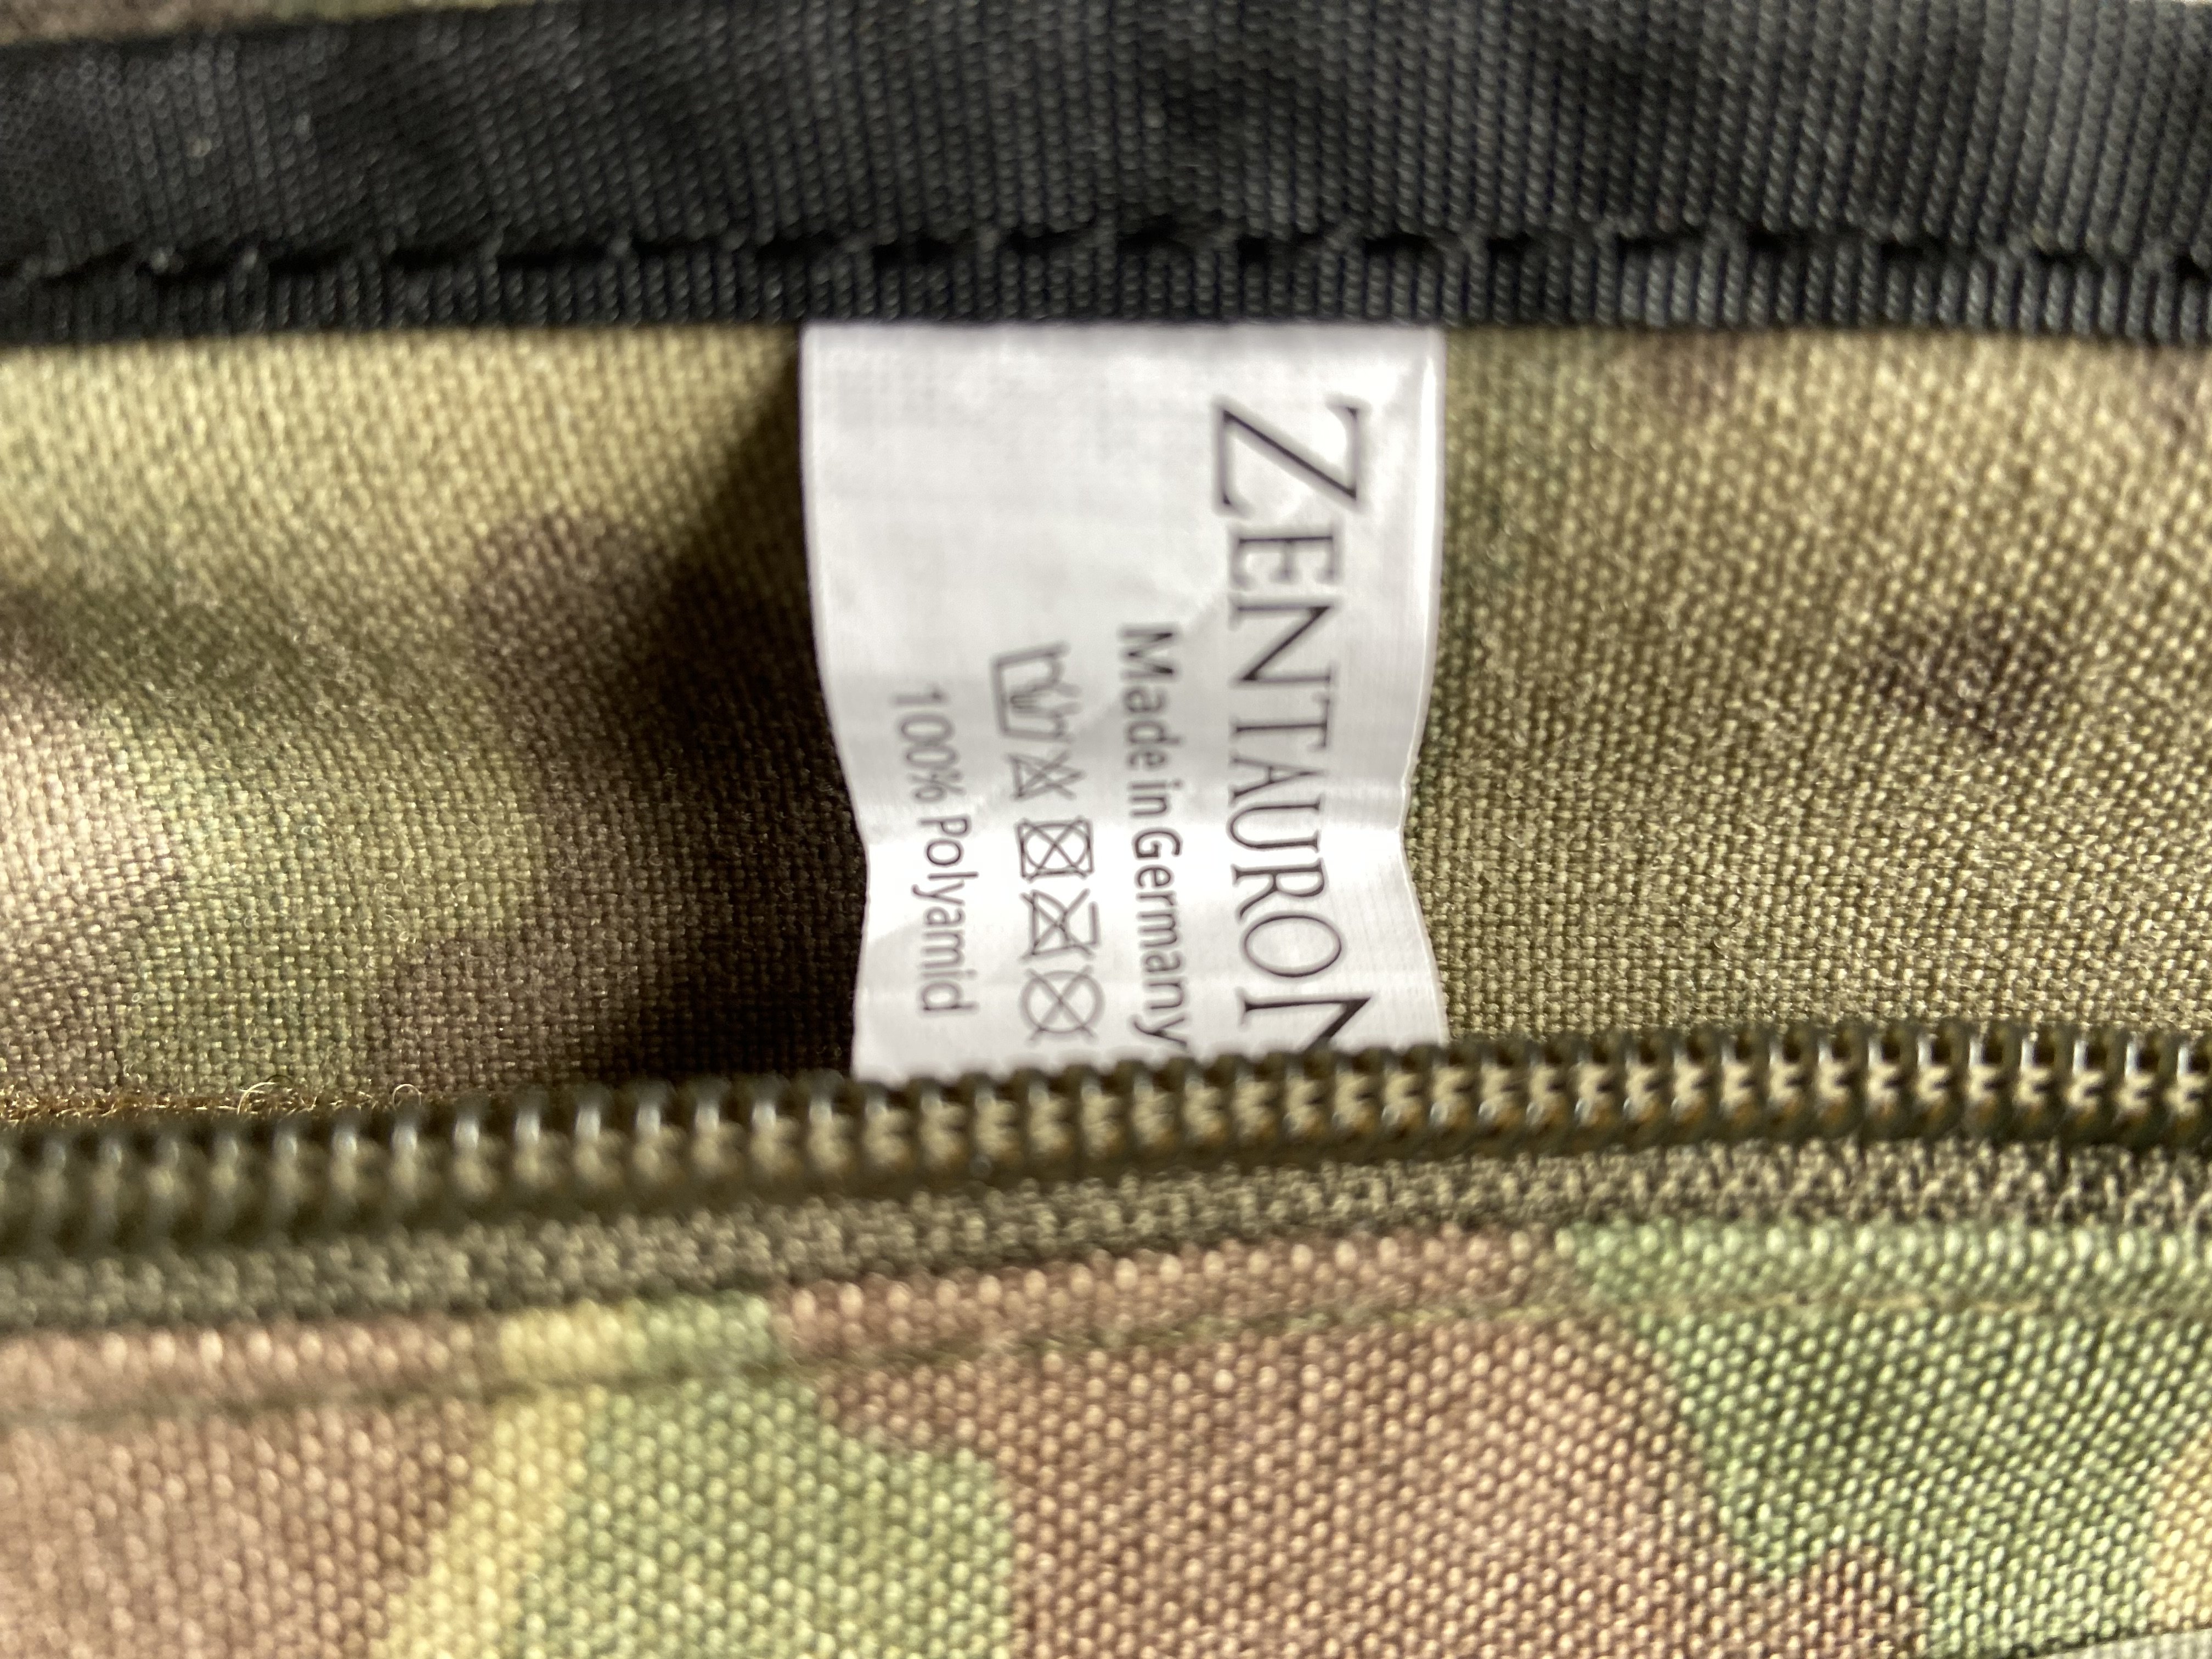 ZENTAURON
Made in Germany
100% Polyamid